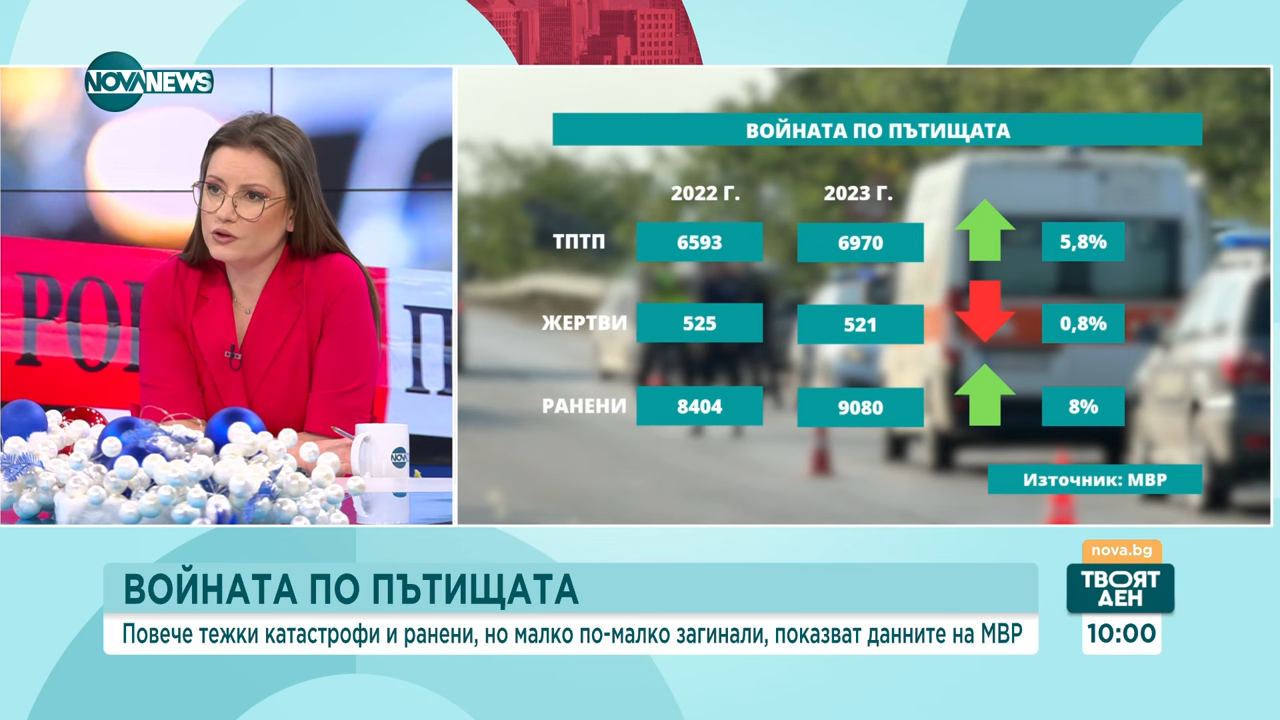 NOVANEWS
ВОЙНАТА ПО ПЪТИЩАТА
2022 Г. 2023 Г.
ТПТП 6593 6970 5,8%
ЖЕРТВИ 525 521 0,8%
РАНЕНИ 8404 9080 8%
Източник: МВР
NOVA
nova.bg
ТВОЯТ
ДЕН
10:00
ВОЙНАТА ПО ПЪТИЩАТА
Повече тежки катастрофи и ранени, но малко по-малко загинали, показват данните на МВР